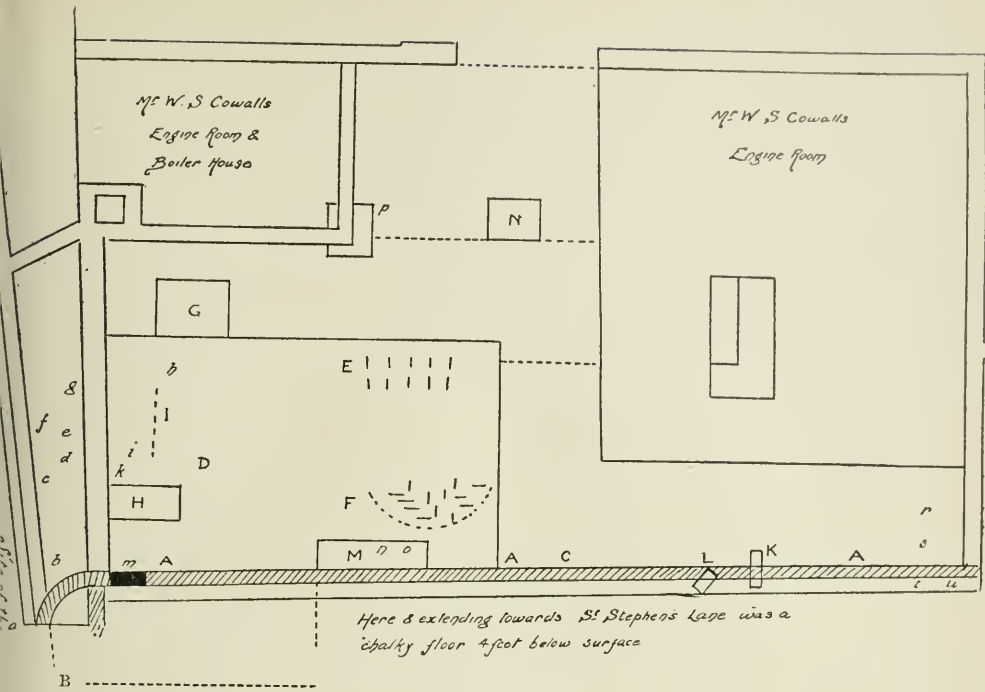 Mr W. S Cowalls
Engine Room &
Boiler House
Mr W. S Cowalls
Engine Room
P
N
G
E
h
I
g
f
e
d
c
i
k
D
H
F
r
s
b
m
A
M
n
o
A
C
L
K
A
t
u
a
Here & extending towards St Stephen's Lane was a
chalky floor 4 feet below surface
B